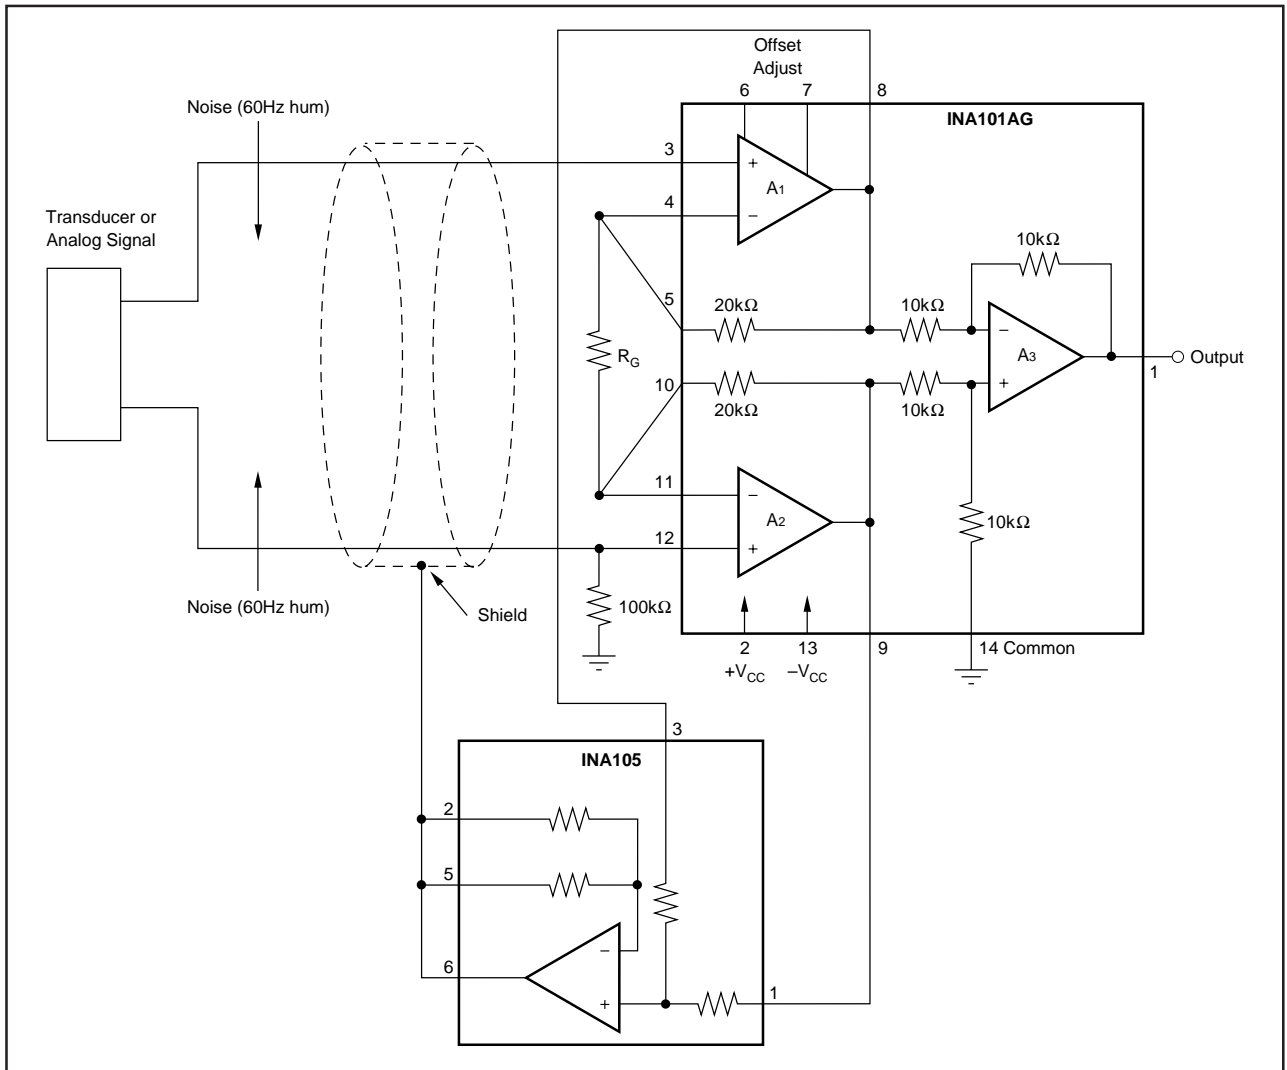 Offset
Adjust
6
7
8
Noise (60Hz hum)
INA101AG
3
+
A1
4
−
Transducer or
Analog Signal
10kΩ
5
20kΩ
10kΩ
−
A3
RG
Output
1
10
20kΩ
10kΩ
+
11
−
A2
10kΩ
12
+
Noise (60Hz hum)
Shield
100kΩ
2
13
9
14 Common
+VCC
−VCC
3
INA105
2
5
−
6
+
1